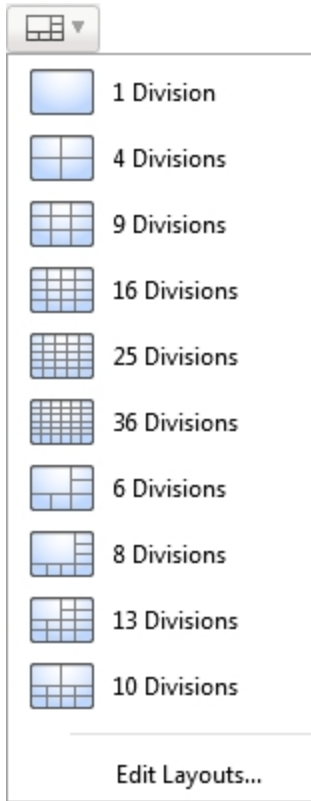 1 Division
4 Divisions
9 Divisions
16 Divisions
25 Divisions
36 Divisions
6 Divisions
8 Divisions
13 Divisions
10 Divisions
Edit Layouts...